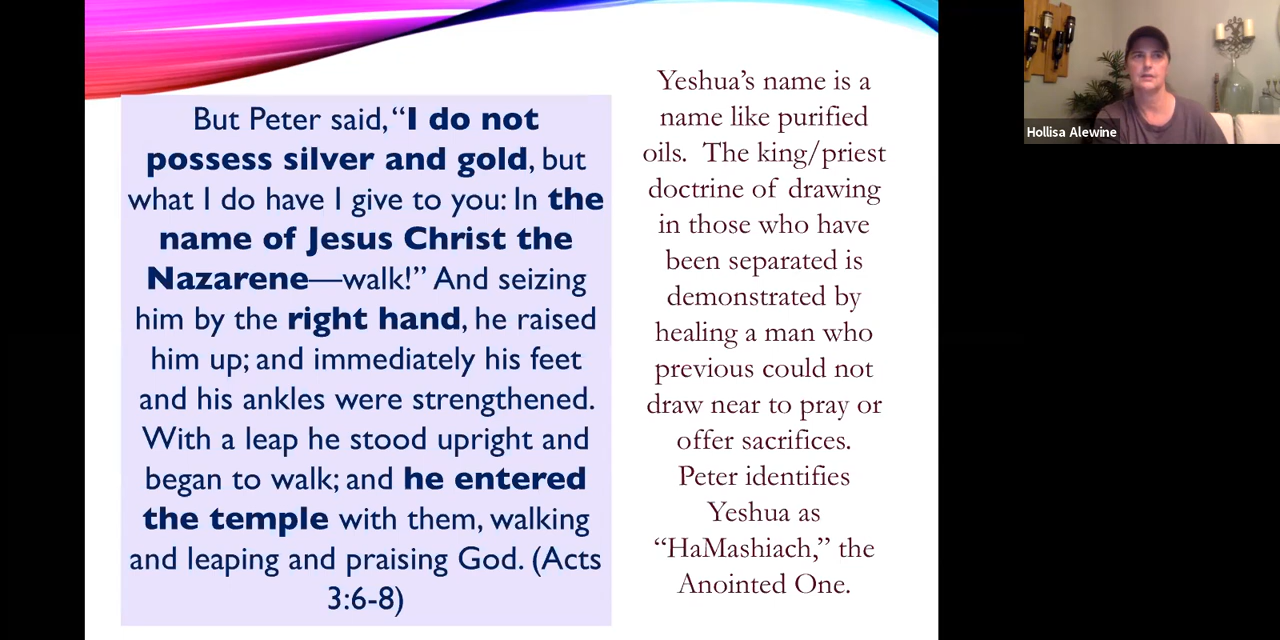 But Peter said, “I do not
possess silver and gold, but
what I do have I give to you: In the
name of Jesus Christ the
Nazarene—walk!” And seizing
him by the right hand, he raised
him up; and immediately his feet
and his ankles were strengthened.
With a leap he stood upright and
began to walk; and he entered
the temple with them, walking
and leaping and praising God. (Acts
3:6-8)
Yeshua’s name is a
name like purified
oils.  The king/priest
doctrine of drawing
in those who have
been separated is
demonstrated by
healing a man who
previous could not
draw near to pray or
offer sacrifices.
Peter identifies
Yeshua as
“HaMashiach,” the
Anointed One.
Hollisa Alewine